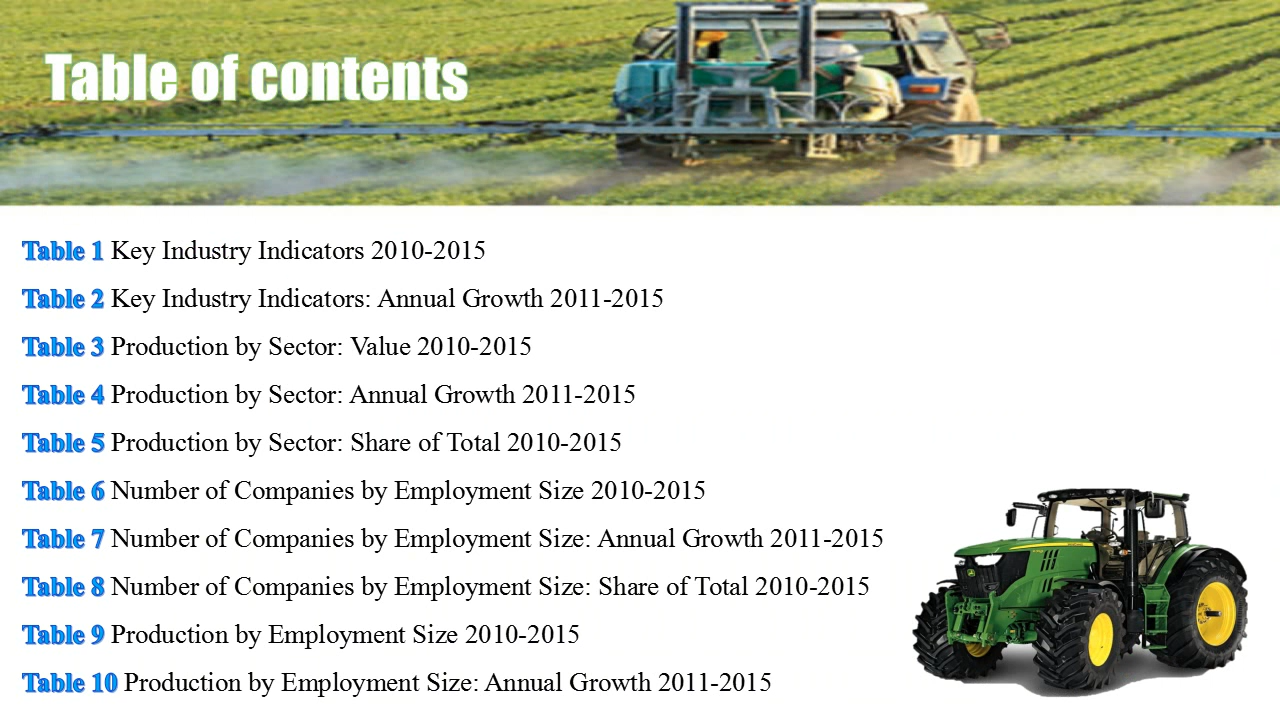 Table of contents
Table 1 Key Industry Indicators 2010-2015
Table 2 Key Industry Indicators: Annual Growth 2011-2015
Table 3 Production by Sector: Value 2010-2015
Table 4 Production by Sector: Annual Growth 2011-2015
Table 5 Production by Sector: Share of Total 2010-2015
Table 6 Number of Companies by Employment Size 2010-2015
Table 7 Number of Companies by Employment Size: Annual Growth 2011-2015
Table 8 Number of Companies by Employment Size: Share of Total 2010-2015
Table 9 Production by Employment Size 2010-2015
Table 10 Production by Employment Size: Annual Growth 2011-2015